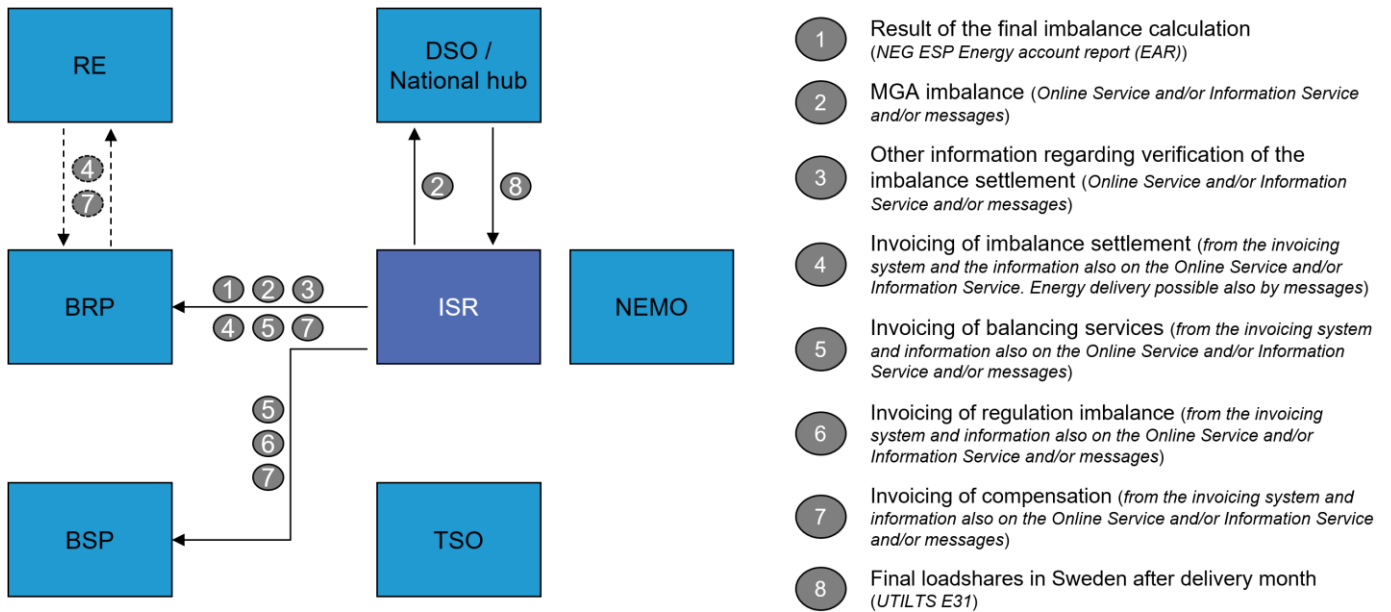 RE
DSO /
National hub
4
7
2
8
BRP
1 2 3
4 5 7
ISR
NEMO
5
6
7
BSP
TSO
1 Result of the final imbalance calculation
(NEG ESP Energy account report (EAR))
2 MGA imbalance (Online Service and/or Information Service
and/or messages)
3 Other information regarding verification of the
imbalance settlement (Online Service and/or Information
Service and/or messages)
4 Invoicing of imbalance settlement (from the invoicing
system and the information also on the Online Service and/or
Information Service. Energy delivery possible also by messages)
5 Invoicing of balancing services (from the invoicing system
and information also on the Online Service and/or Information
Service and/or messages)
6 Invoicing of regulation imbalance (from the invoicing
system and information also on the Online Service and/or
Information Service and/or messages)
7 Invoicing of compensation (from the invoicing system and
information also on the Online Service and/or Information Service
and/or messages)
8 Final loadshares in Sweden after delivery month
(UTILTS E31)